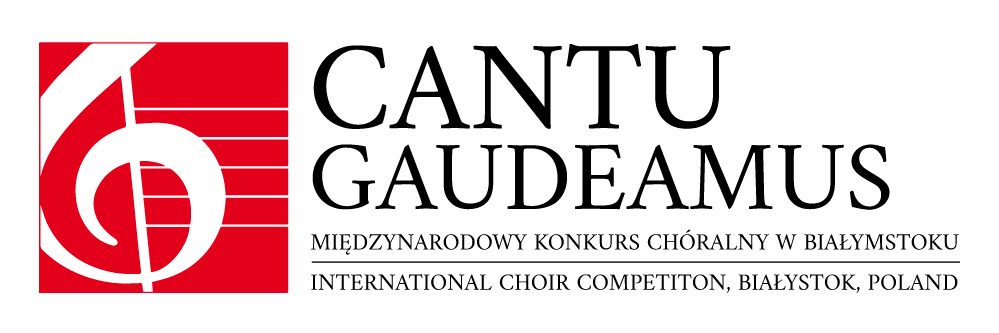 CANTU
GAUDEAMUS
MIĘDZYNARODOWY KONKURS CHÓRALNY W BIAŁYMSTOKU
INTERNATIONAL CHOIR COMPETITON, BIAŁYSTOK, POLAND